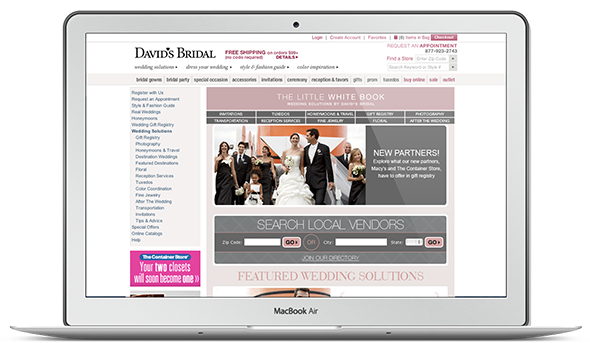 Login | Create Account | Favorites | (0) Items in Bag Checkout
DAVID'S BRIDAL
FREE SHIPPING on orders $99+
(no code required) DETAILS
REQUEST AN APPOINTMENT
877-923-2743
Find a Store Enter Zip Code
Search Keyword or Style #
wedding solutions dress your wedding style & fashion guide color inspiration
bridal gowns bridal party special occasion accessories invitations ceremony reception & favors gifts prom tuxedos buy online sale outlet
Register with Us
Request an Appointment
Style & Fashion Guide
Real Weddings
Honeymoons
Wedding Gift Registry
Wedding Solutions
Gift Registry
Photography
Honeymoons & Travel
Destination Weddings
Featured Destinations
Floral
Reception Services
Tuxedos
Color Coordination
Fine Jewelry
After The Wedding
Transportation
Invitations
Tips & Advice
Special Offers
Online Catalogs
Help
The Container Store
Your two closets
will soon become one
THE LITTLE WHITE BOOK
WEDDING SOLUTIONS BY DAVID'S BRIDAL
INVITATIONS TUXEDOS HONEYMOONS & TRAVEL GIFT REGISTRY PHOTOGRAPHY
TRANSPORTATION RECEPTION SERVICES FINE JEWELRY FLORAL AFTER THE WEDDING
NEW PARTNERS!
Explore what our new partners,
Macy's and The Container Store,
have to offer in gift registry
SEARCH LOCAL VENDORS
Zip Code: GO OR City: State: GO
JOIN OUR DIRECTORY
FEATURED WEDDING SOLUTIONS
MacBook Air